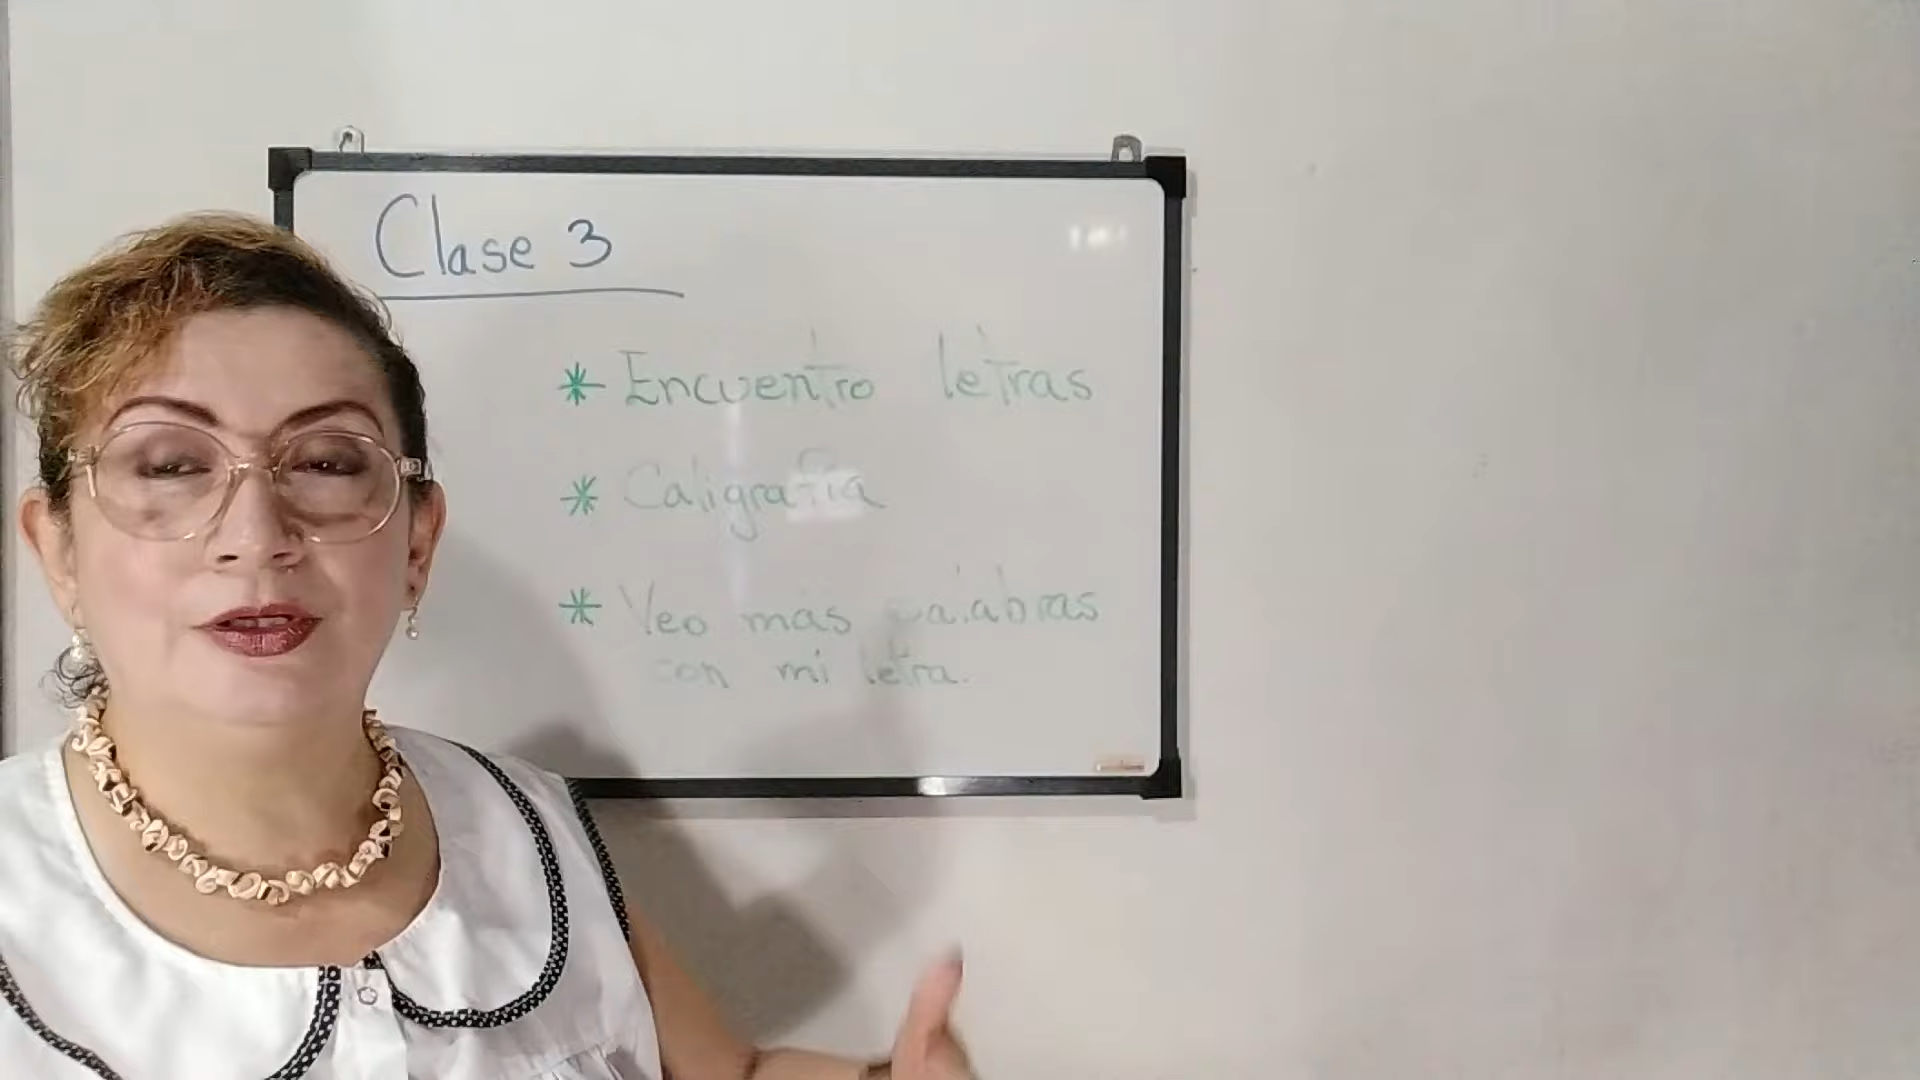 Clase 3
* Encuentro letras
* Caligrafía
* Veo más palabras
con mi letra.